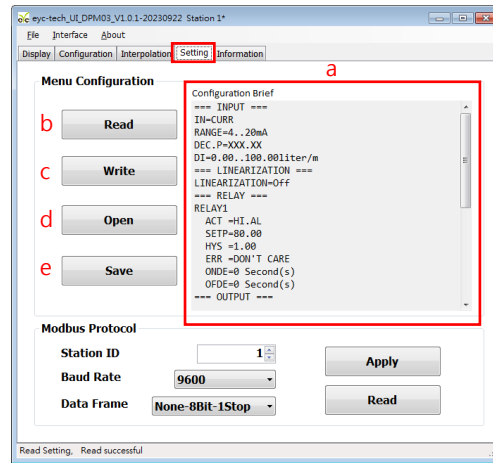 eyc-tech_UI_DPM03_V1.0.1-20230922 Station 1*
File Interface About
Display Configuration Interpolation Setting Information
a
Menu Configuration
Configuration Brief
=== INPUT ===
IN=CURR
RANGE=4..20mA
DEC.P=XXX.XX
DI=0.00..100.00liter/m
=== LINEARIZATION ===
LINEARIZATION=Off
=== RELAY ===
RELAY1
ACT =HI.AL
SETP=80.00
HYS =1.00
ERR =DON'T CARE
ONDE=0 Second(s)
OFDE=0 Second(s)
=== OUTPUT ===
b Read
c Write
d Open
e Save
Modbus Protocol
Station ID 1
Baud Rate 9600
Data Frame None-8Bit-1Stop
Apply
Read
Read Setting, Read successful